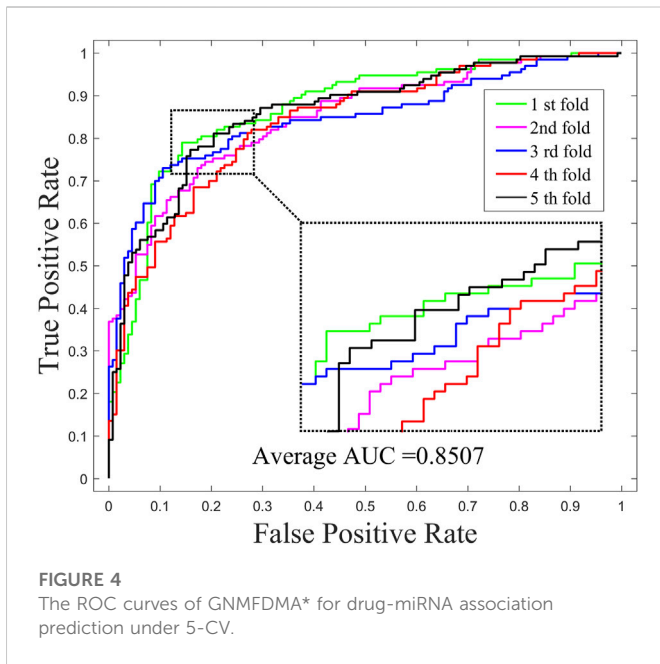 1
0.9
0.8
0.7
0.6
0.5
0.4
0.3
0.2
0.1
0
True Positive Rate
1 st fold
2nd fold
3 rd fold
4 th fold
5 th fold
Average AUC =0.8507
0 0.1 0.2 0.3 0.4 0.5 0.6 0.7 0.8 0.9 1
False Positive Rate
FIGURE 4
The ROC curves of GNMFDMA* for drug-miRNA association
prediction under 5-CV.